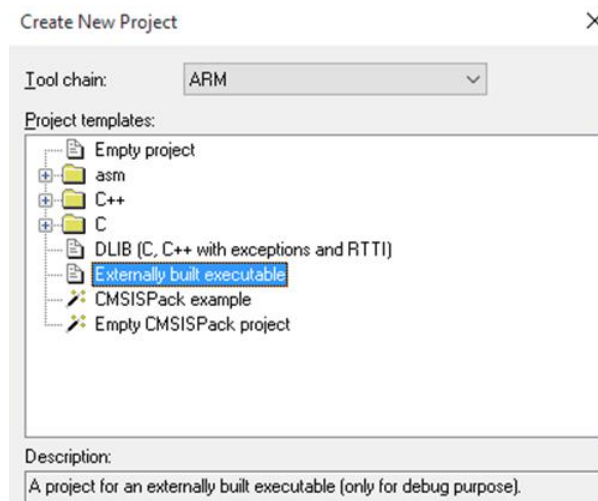 Create New Project
Tool chain: ARM
Project templates:
Empty project
asm
C++
C
DLIB (C, C++ with exceptions and RTTI)
Externally built executable
CMSISPack example
Empty CMSISPack project
Description:
A project for an externally built executable (only for debug purpose).